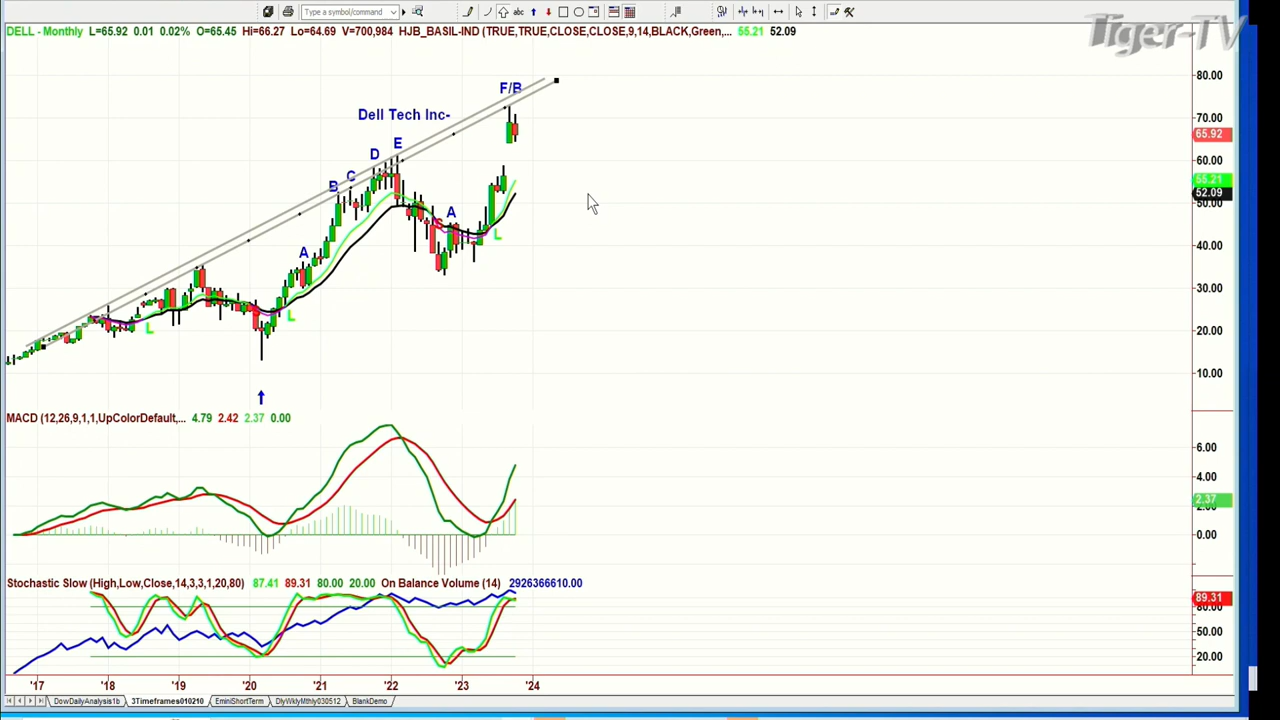 Type a symbol/command
abc
Tiger-TV
DELL - Monthly L=65.92 0.01 0.02% O=65.45 Hi=66.27 Lo=64.69 V=700,984 HJB_BASIL-IND (TRUE,TRUE,CLOSE,CLOSE,9,14,BLACK,Green,... 55.21 52.09
80.00
F/B
Dell Tech Inc-
70.00
65.92
E
D
60.00
C
B
55.21
52.09
50.00
A
S
L
A
40.00
30.00
S
L
L
20.00
10.00
MACD (12,26,9,1,1,UpColorDefault,... 4.79 2.42 2.37 0.00
6.00
4.00
2.37
2.00
0.00
Stochastic Slow (High,Low,Close,14,3,3,1,20,80) 87.41 89.31 80.00 20.00 On Balance Volume (14) 2926366610.00
89.31
80.00
50.00
20.00
'17 '18 '19 '20 '21 '22 '23 '24
DowDailyAnalysis1b 3Timeframes010210 EminiShortTerm DlyWklyMthly030512 BlankDemo